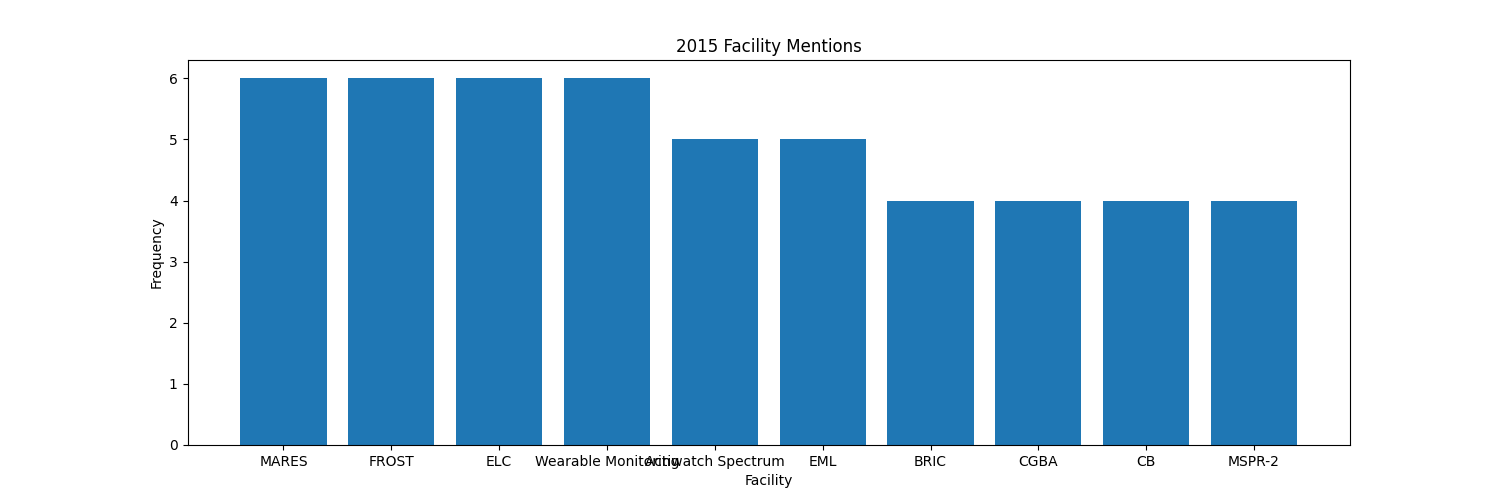 2015 Facility Mentions
6
5
4
3
2
1
0
Frequency
MARES FROST ELC Wearable Monitoring Actiwatch Spectrum EML BRIC CGBA CB MSPR-2
Facility